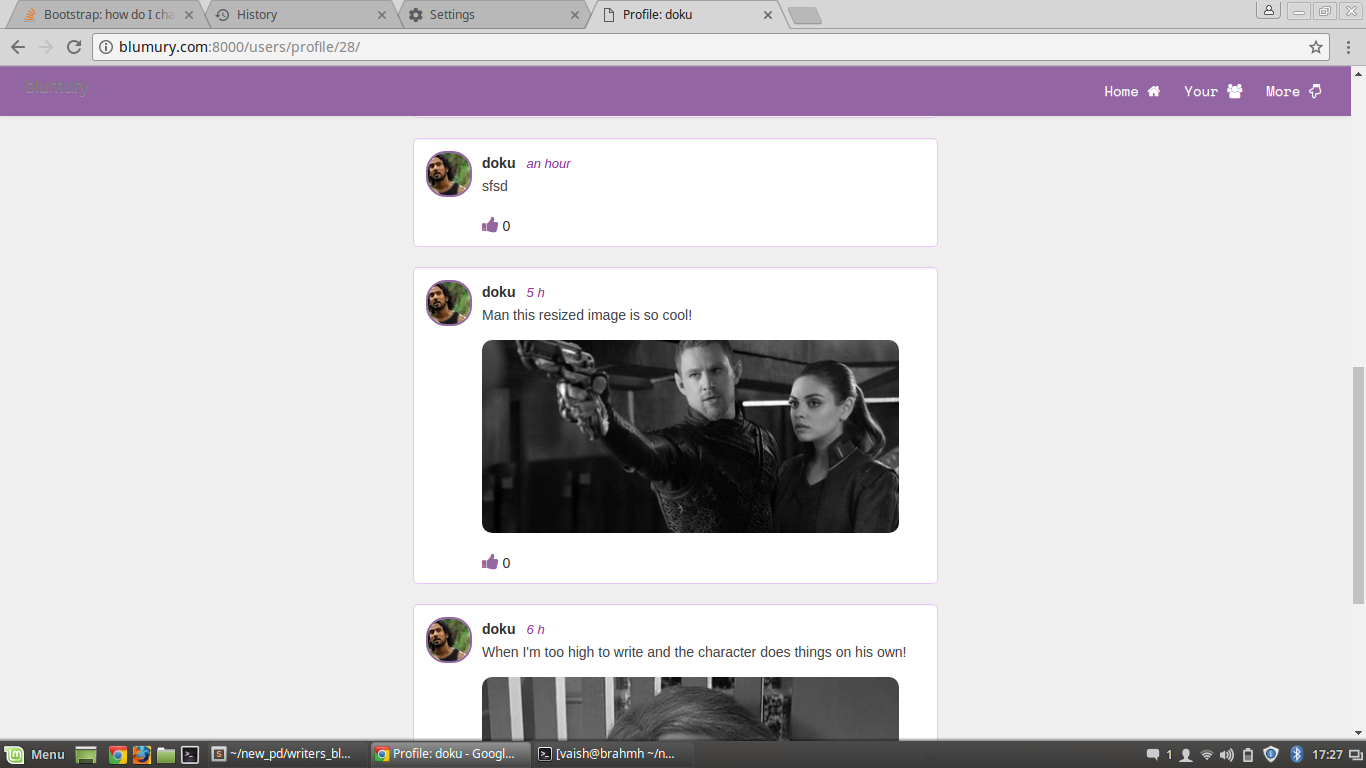 Bootstrap: how do I cha
History
Settings
Profile: doku
blumury.com:8000/users/profile/28/
blumury
Home
Your
More
doku an hour
sfsd
0
doku 5 h
Man this resized image is so cool!
0
doku 6 h
When I'm too high to write and the character does things on his own!
Menu
~/new_pd/writers_bl...
Profile: doku - Googl...
[vaish@brahmh ~/n...
1
17:27